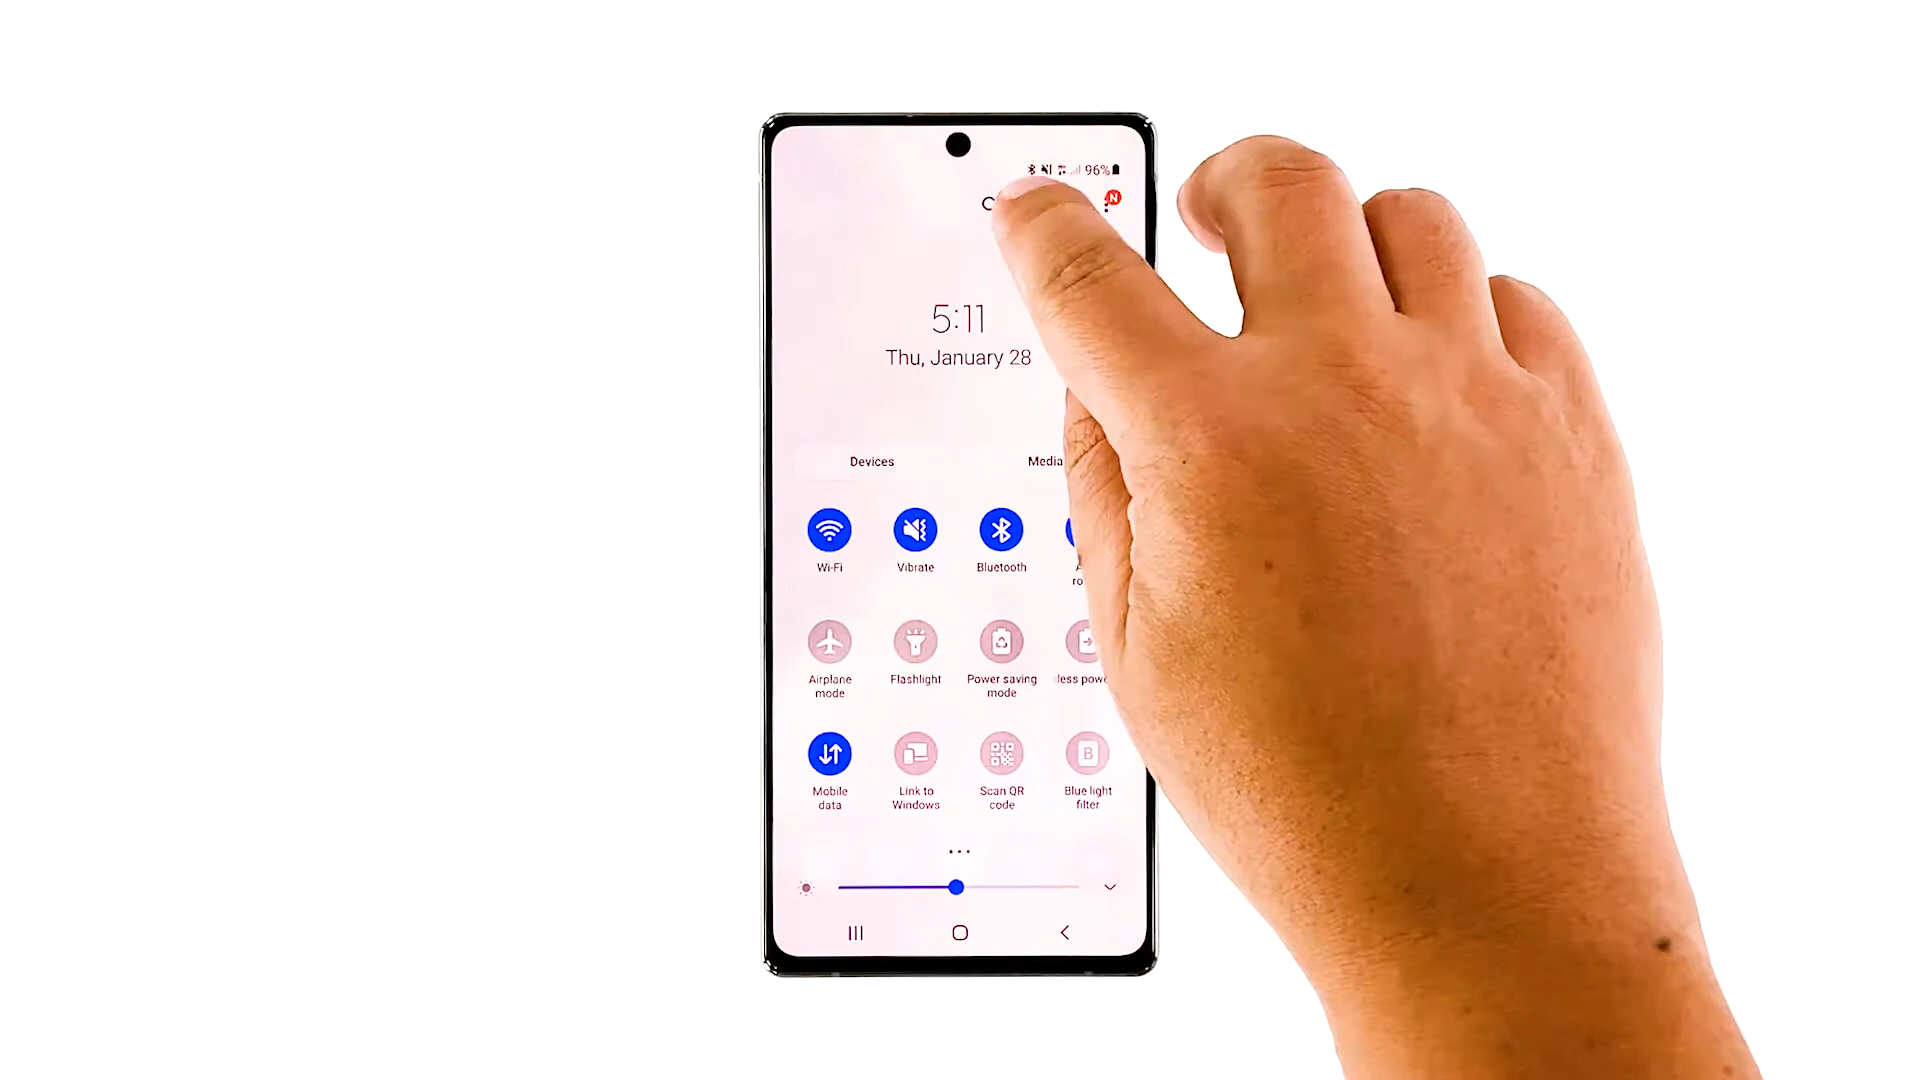 96%
N
5:11
Thu, January 28
Devices Media
Wi-Fi Vibrate Bluetooth
Airplane mode Flashlight Power saving mode
Mobile data Link to Windows Scan QR code B Blue light filter